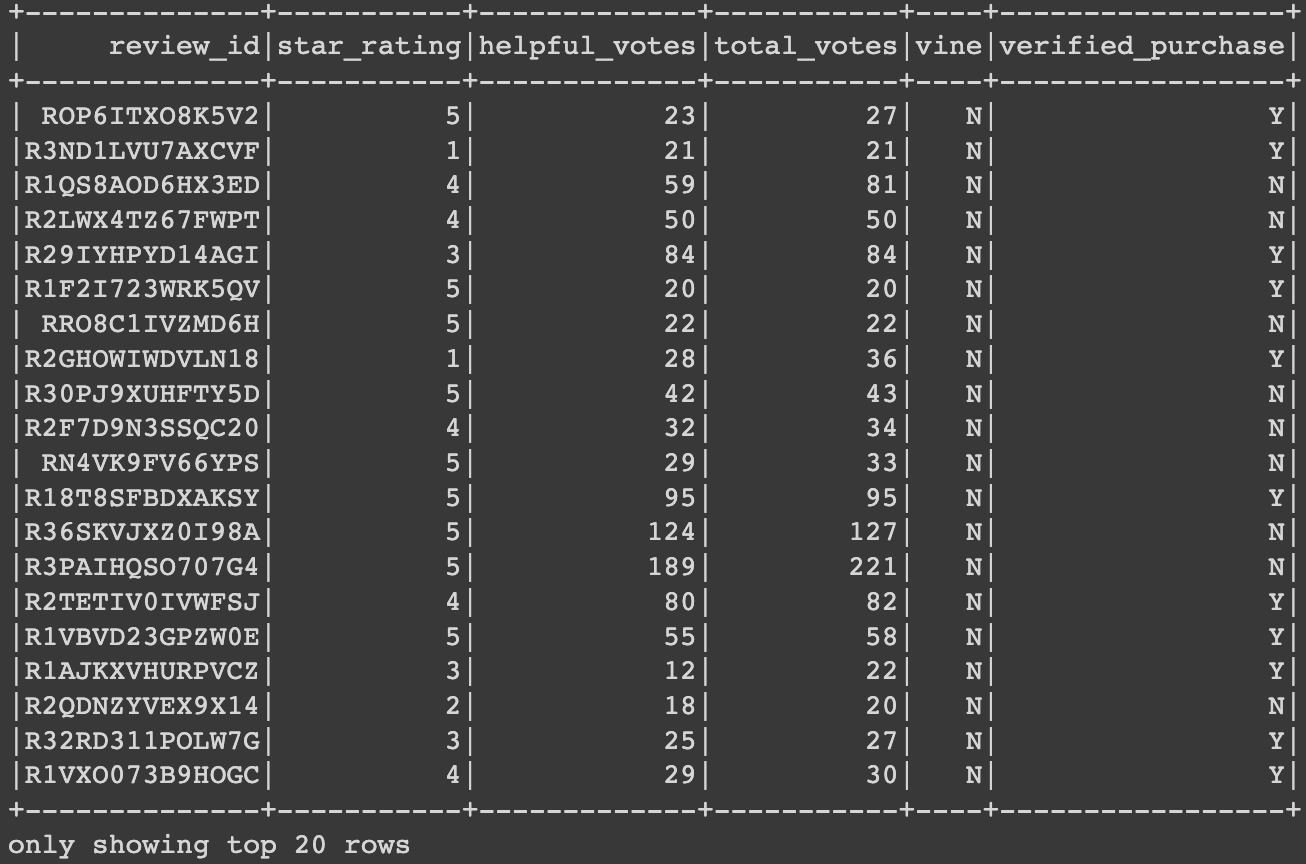 +-------------+-----------+-------------+-----------+----+-----------------+
|    review_id|star_rating|helpful_votes|total_votes|vine|verified_purchase|
+-------------+-----------+-------------+-----------+----+-----------------+
| ROP6ITXO8K5V2|          5|           23|         27|   N|                Y|
|R3ND1LVU7AXCVF|          1|           21|         21|   N|                Y|
|R1QS8AOD6HX3ED|          4|           59|         81|   N|                N|
|R2LWX4TZ67FWPT|          4|           50|         50|   N|                N|
|R29IYHPYD14AGI|          3|           84|         84|   N|                Y|
|R1F2I723WRK5QV|          5|           20|         20|   N|                Y|
| RRO8C1IVZMD6H|          5|           22|         22|   N|                N|
|R2GHOWIWDVLN18|          1|           28|         36|   N|                Y|
|R30PJ9XUHFTY5D|          5|           42|         43|   N|                N|
|R2F7D9N3SSQC20|          4|           32|         34|   N|                N|
| RN4VK9FV66YPS|          5|           29|         33|   N|                N|
|R18T8SFBDXAKSY|          5|           95|         95|   N|                Y|
|R36SKVJXZ0I98A|          5|          124|        127|   N|                N|
|R3PAIHQSO707G4|          5|          189|        221|   N|                N|
|R2TETIV0IVWFSJ|          4|           80|         82|   N|                Y|
|R1VBVD23GPZW0E|          5|           55|         58|   N|                Y|
|R1AJKXVHURPVCZ|          3|           12|         22|   N|                Y|
|R2QDNZYVEX9X14|          2|           18|         20|   N|                N|
|R32RD311POLW7G|          3|           25|         27|   N|                Y|
|R1VXO073B9HOGC|          4|           29|         30|   N|                Y|
+-------------+-----------+-------------+-----------+----+-----------------+
only showing top 20 rows